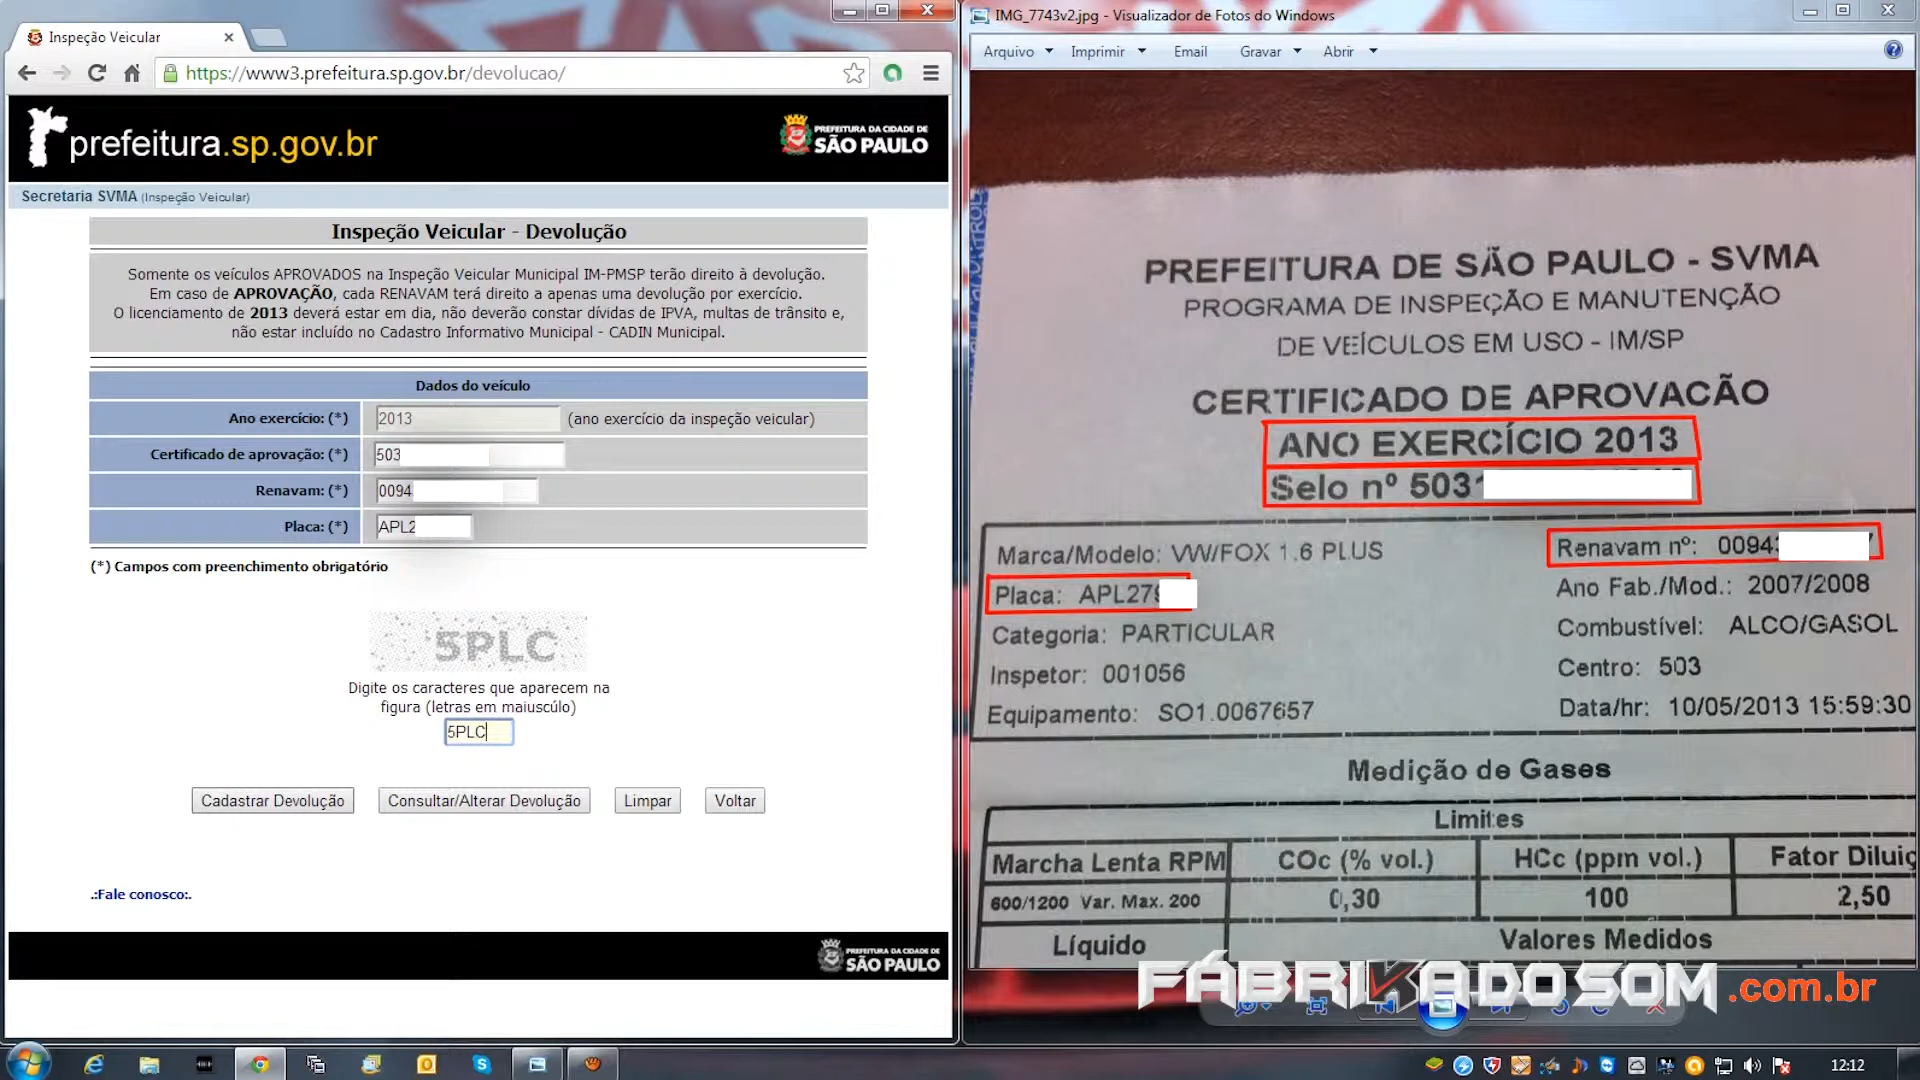 Inspeção Veicular
https://www3.prefeitura.sp.gov.br/devolucao/
prefeitura.sp.gov.br
PREFEITURA DA CIDADE DE
SÃO PAULO
Secretaria SVMA (Inspeção Veicular)
Inspeção Veicular - Devolução
Somente os veículos APROVADOS na Inspeção Veicular Municipal IM-PMSP terão direito à devolução.
Em caso de APROVAÇÃO, cada RENAVAM terá direito a apenas uma devolução por exercício.
O licenciamento de 2013 deverá estar em dia, não deverão constar dívidas de IPVA, multas de trânsito e,
não estar incluído no Cadastro Informativo Municipal - CADIN Municipal.
Dados do veículo
Ano exercício: (*) 2013 (ano exercício da inspeção veicular)
Certificado de aprovação: (*) 503
Renavam: (*) 0094
Placa: (*) APL2
(*) Campos com preenchimento obrigatório
5PLC
Digite os caracteres que aparecem na
figura (letras em maiuscúlo)
5PLC
Cadastrar Devolução Consultar/Alterar Devolução Limpar Voltar
.:Fale conosco:.
PREFEITURA DA CIDADE DE
SÃO PAULO
IMG_7743v2.jpg - Visualizador de Fotos do Windows
Arquivo Imprimir Email Gravar Abrir
PREFEITURA DE SÃO PAULO - SVMA
PROGRAMA DE INSPEÇÃO E MANUTENÇÃO
DE VEÍCULOS EM USO - IM/SP
CERTIFICADO DE APROVAÇÃO
ANO EXERCÍCIO 2013
Selo nº 503
Marca/Modelo: VW/FOX 1.6 PLUS
Renavam nº: 0094
Placa: APL27
Ano Fab./Mod.: 2007/2008
Categoria: PARTICULAR
Combustível: ALCO/GASOL
Inspetor: 001056
Centro: 503
Equipamento: SO1.0067657
Data/hr: 10/05/2013 15:59:30
Medição de Gases
Limites
Marcha Lenta RPM COc (% vol.) HCc (ppm vol.) Fator Diluiç
600/1200 Var. Max. 200 0,30 100 2,50
Líquido Valores Medidos
FÁBRIKADOSOM.com.br
12:12